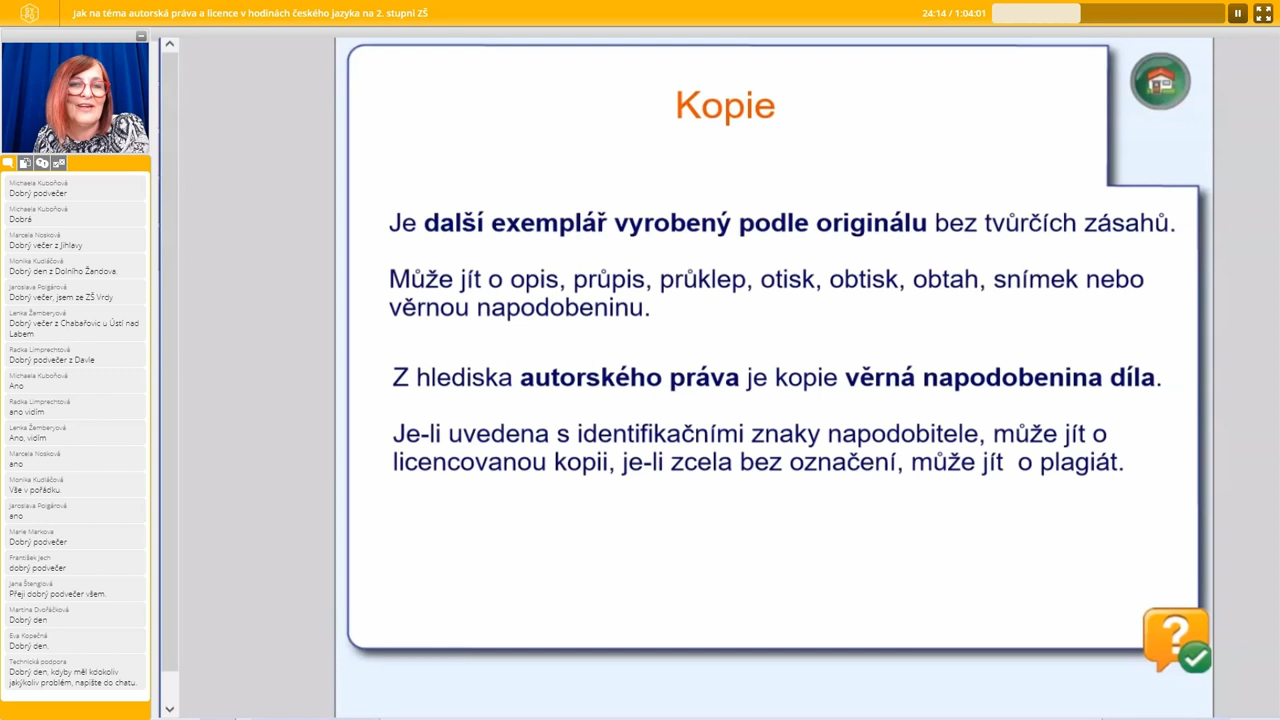 Jak na téma autorská práva a licence v hodinách českého jazyka na 2. stupni ZŠ
24:14 / 1:04:01
Michaela Kuboňová
Dobrý podvečer
Michaela Kuboňová
Dobrá
Marcela Nosková
Dobrý večer z Jihlavy
Monika Kudláčová
Dobrý den z Dolního Žandova.
Jaroslava Polgárová
Dobrý večer, jsem ze ZŠ Vrdy
Lenka Žemberyová
Dobrý večer z Chabařovic u Ústí nad
Labem
Radka Limprechtová
Dobrý podvečer z Davle
Michaela Kuboňová
Ano
Radka Limprechtová
ano vidím
Lenka Žemberyová
Ano, vidím
Marcela Nosková
ano
Monika Kudláčová
Vše v pořádku.
Jaroslava Polgárová
ano
Marie Markova
Dobrý podvečer
František Jech
dobrý podvečer
Jana Štenglová
Přeji dobrý podvečer všem.
Martina Dvořáčková
Dobrý den
Eva Kopečná
Dobrý den.
Technická podpora
Dobrý den, kdyby měl kdokoliv
jakýkoliv problém, napište do chatu.
Kopie
Je další exemplář vyrobený podle originálu bez tvůrčích zásahů.
Může jít o opis, průpis, průklep, otisk, obtisk, obtah, snímek nebo
věrnou napodobeninu.
Z hlediska autorského práva je kopie věrná napodobenina díla.
Je-li uvedena s identifikačními znaky napodobitele, může jít o
licencovanou kopii, je-li zcela bez označení, může jít o plagiát.